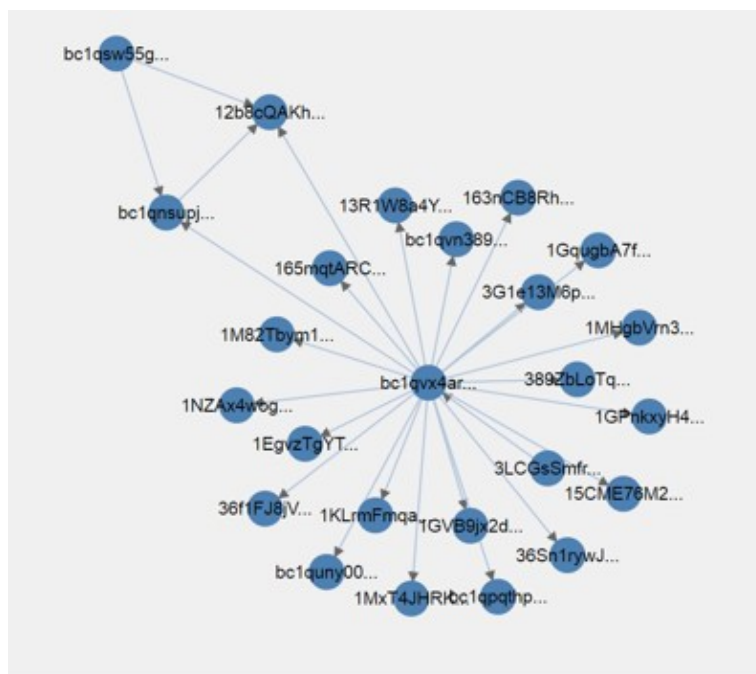 bc1qsw55g...
12b8cQAKh...
163nCB8Rh...
13R1W8a4Y...
bc1qnsupj...
bc1qvn389...
1GqugbA7f...
165mqtARC...
3G1e13M6p...
1MHgbVrn3...
1M82Tbym1...
bc1qvx4ar...
389ZbLoTq...
1NZAx4wog...
1GPnkxyH4...
1EgvzTgYT...
3LCGsSmfr...
15CME76M2...
36f1FJ8jV...
1KLrmFmqa...
1GVB9jx2d...
36Sn1rywJ...
bc1quny00...
1MxT4JHRK...
bc1qpqthp...